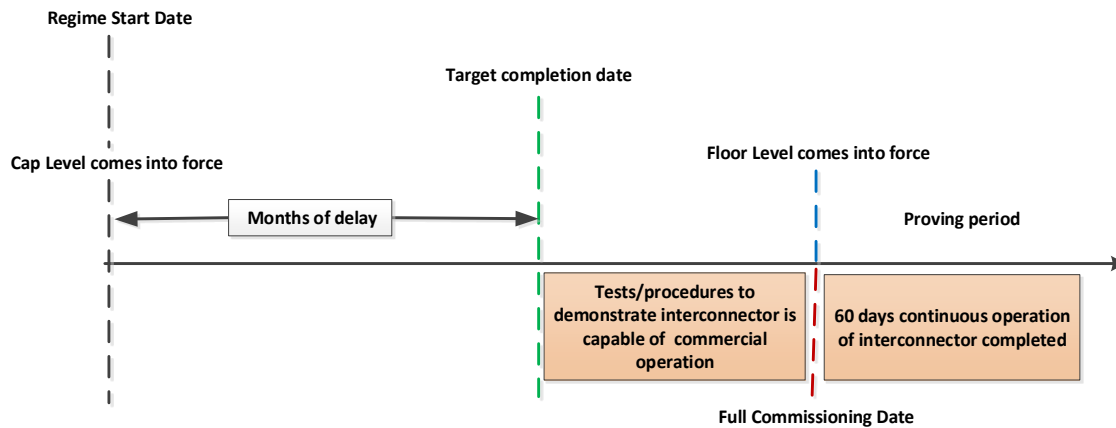 Regime Start Date
Target completion date
Cap Level comes into force
Floor Level comes into force
Months of delay
Proving period
Tests/procedures to
demonstrate interconnector is
capable of commercial
operation
60 days continuous operation
of interconnector completed
Full Commissioning Date